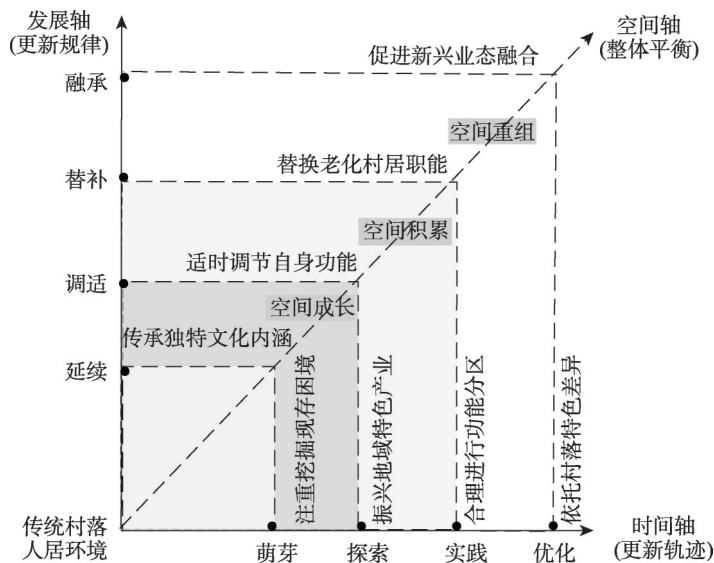 发展轴
(更新规律)
空间轴
(整体平衡)
促进新兴业态融合
融承
空间重组
替换老化村居职能
替补
空间积累
适时调节自身功能
调适
空间成长
传承独特文化内涵
延续
注重挖掘现存困境
振兴地域特色产业
合理进行功能分区
依托村落特色差异
传统村落
人居环境
萌芽
探索
实践
优化
时间轴
(更新轨迹)